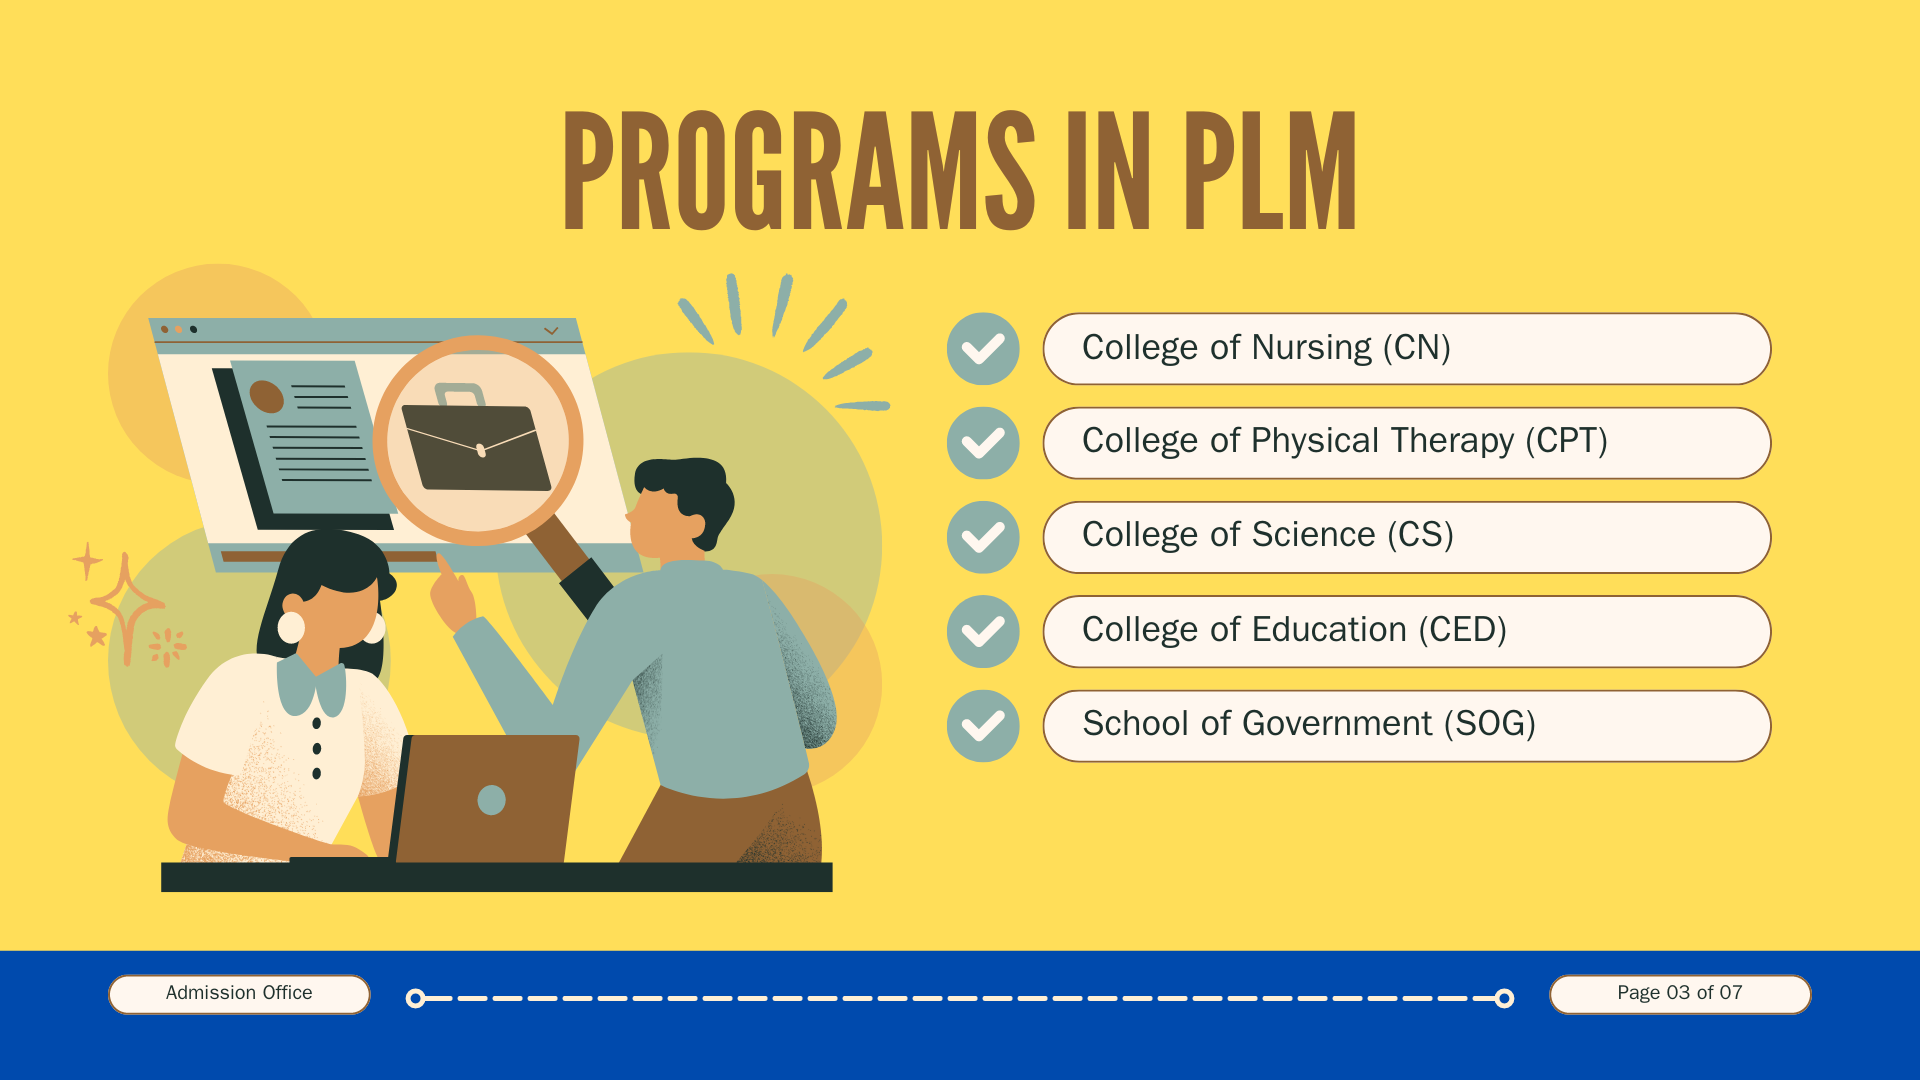 PROGRAMS IN PLM
College of Nursing (CN)
College of Physical Therapy (CPT)
College of Science (CS)
College of Education (CED)
School of Government (SOG)
Admission Office
Page 03 of 07